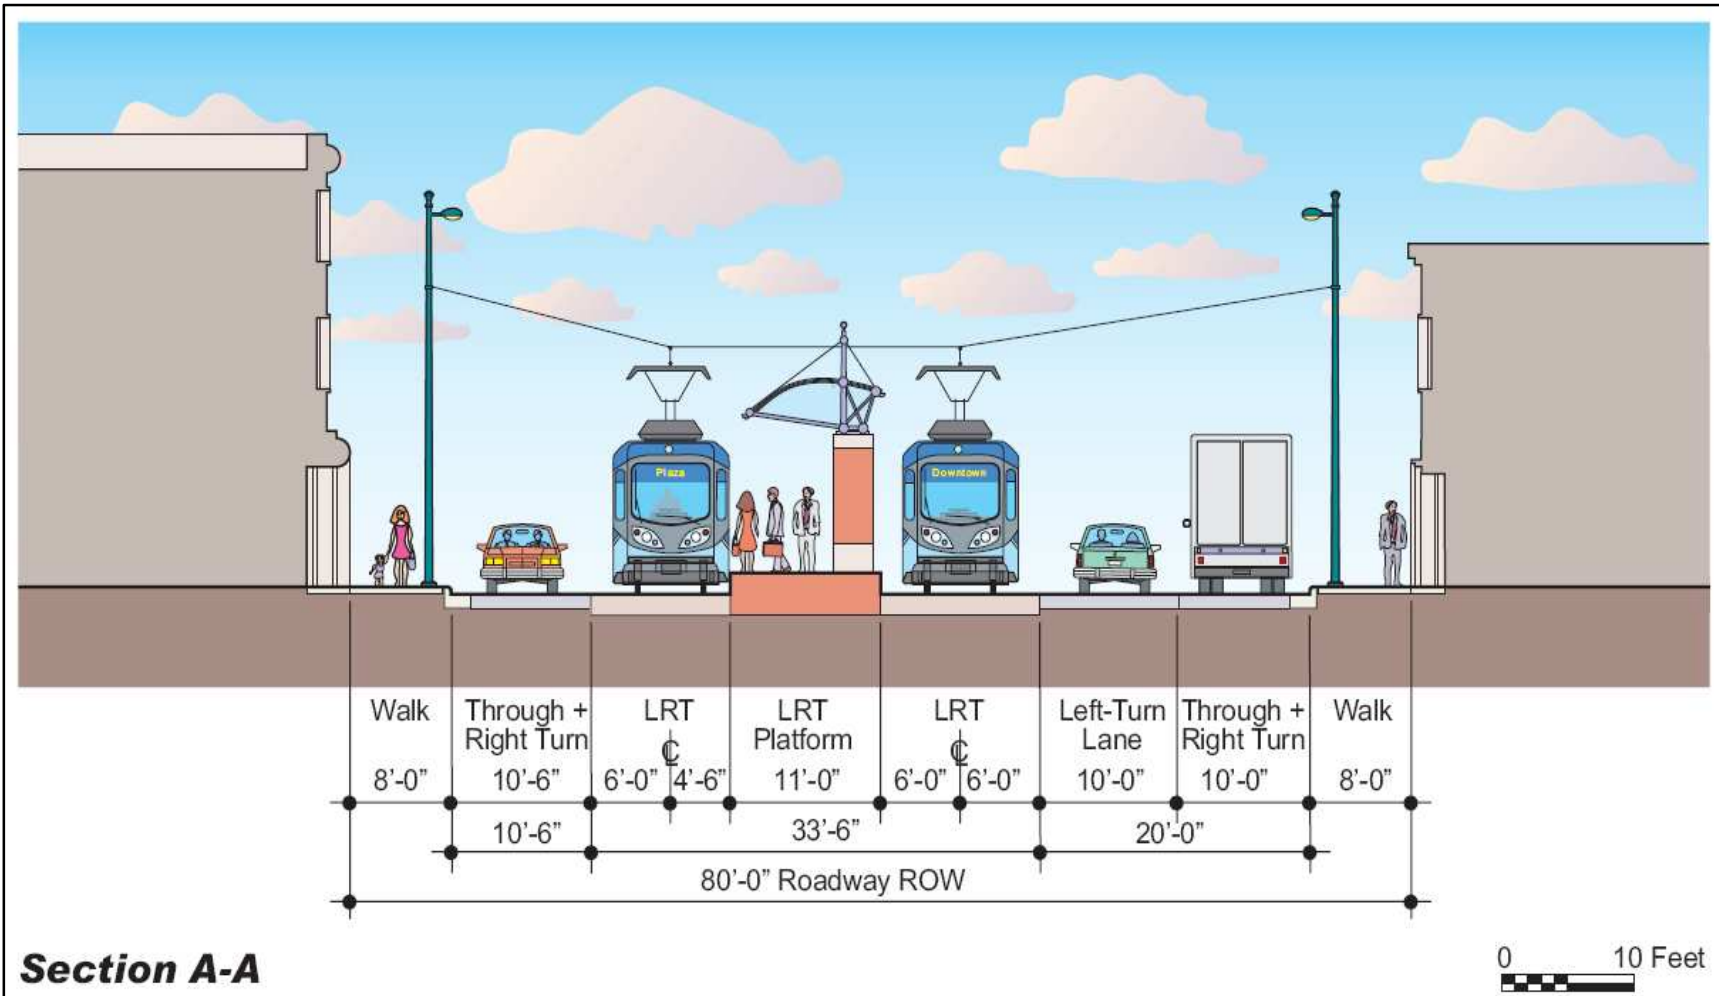 Plaza
Downtown
Walk
Through +
Right Turn
LRT
LRT
Platform
LRT
Left-Turn
Lane
Through +
Right Turn
Walk
℄
℄
8'-0"
10'-6"
6'-0"
4'-6"
11'-0"
6'-0"
6'-0"
10'-0"
10'-0"
8'-0"
10'-6"
33'-6"
20'-0"
80'-0" Roadway ROW
Section A-A
0
10 Feet